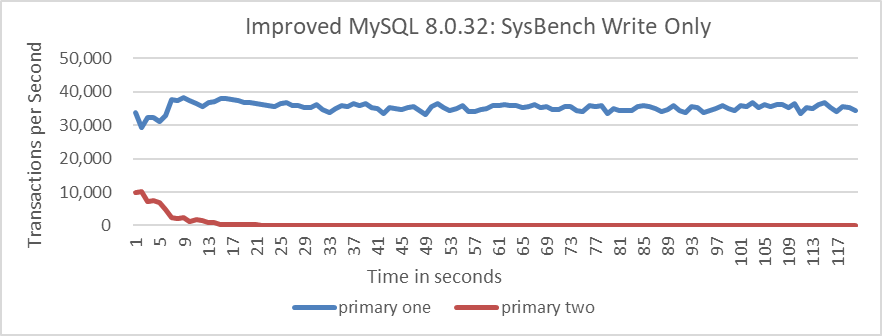 Improved MySQL 8.0.32: SysBench Write Only
Transactions per Second
50,000
40,000
30,000
20,000
10,000
0
1 5 9 13 17 21 25 29 33 37 41 45 49 53 57 61 65 69 73 77 81 85 89 93 97 101 105 109 113 117
Time in seconds
primary one primary two